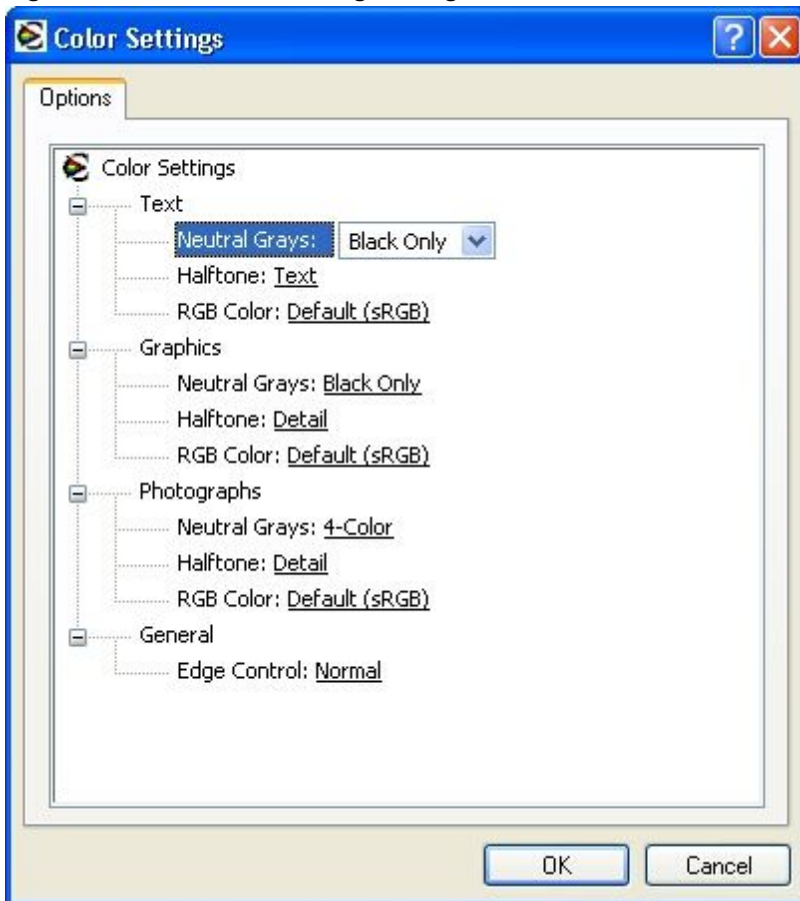 Color Settings
Options
Color Settings
Text
Neutral Grays: Black Only
Halftone: Text
RGB Color: Default (sRGB)
Graphics
Neutral Grays: Black Only
Halftone: Detail
RGB Color: Default (sRGB)
Photographs
Neutral Grays: 4-Color
Halftone: Detail
RGB Color: Default (sRGB)
General
Edge Control: Normal
OK Cancel